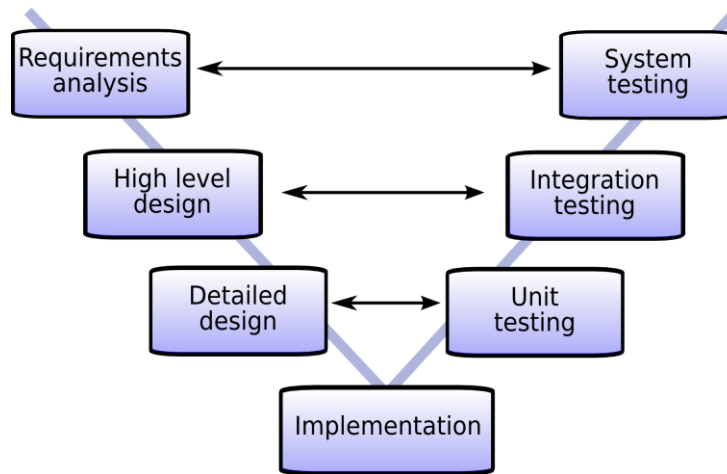 Requirements
analysis
System
testing
High level
design
Integration
testing
Detailed
design
Unit
testing
Implementation